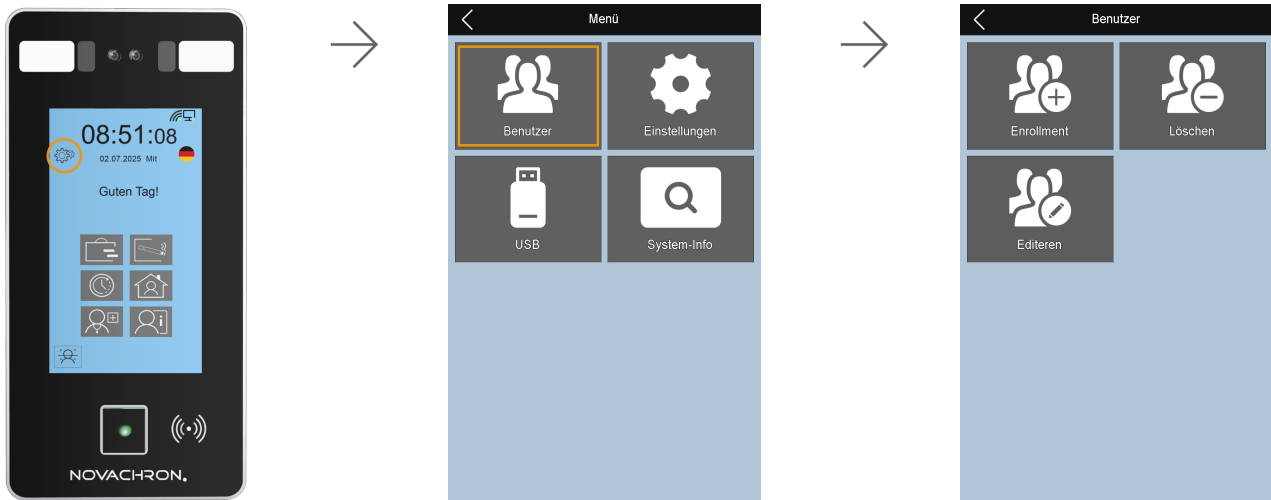 08:51:08
02.07.2025 Mit
Guten Tag!
NOVACHRON.
Menü
Benutzer
Einstellungen
USB
System-Info
Benutzer
Enrollment
Löschen
Editeren